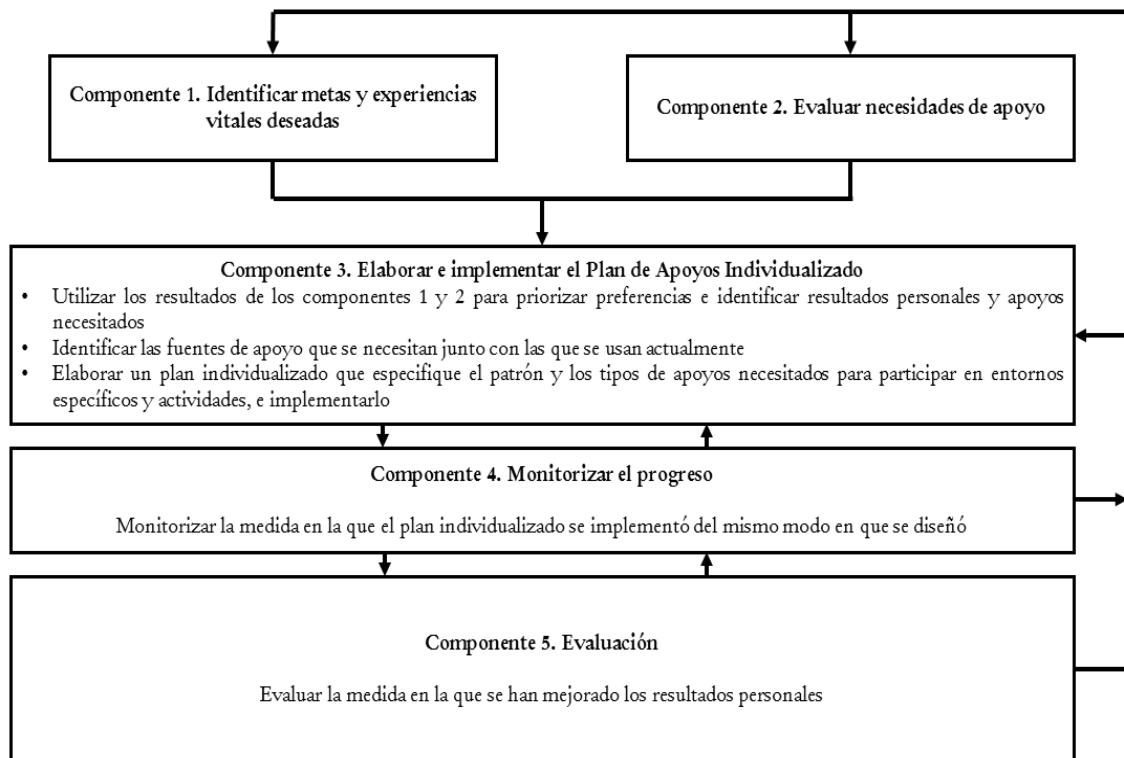 Componente 1. Identificar metas y experiencias
vitales deseadas
Componente 2. Evaluar necesidades de apoyo
Componente 3. Elaborar e implementar el Plan de Apoyos Individualizado
• Utilizar los resultados de los componentes 1 y 2 para priorizar preferencias e identificar resultados personales y apoyos
necesitados
• Identificar las fuentes de apoyo que se necesitan junto con las que se usan actualmente
• Elaborar un plan individualizado que especifique el patrón y los tipos de apoyos necesitados para participar en entornos
específicos y actividades, e implementarlo
Componente 4. Monitorizar el progreso
Monitorizar la medida en la que el plan individualizado se implementó del mismo modo en que se diseñó
Componente 5. Evaluación
Evaluar la medida en la que se han mejorado los resultados personales